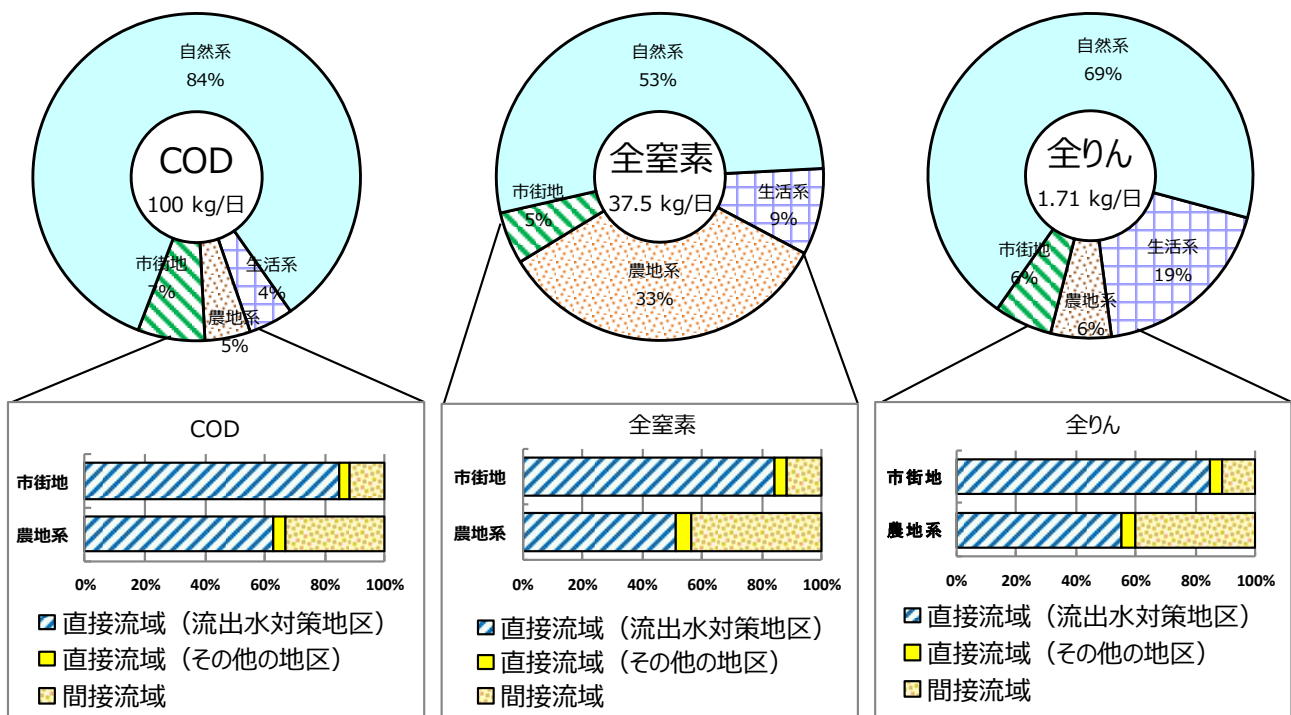 自然系
84%
COD
100 kg/日
市街地
7%
農地系
5%
生活系
4%
自然系
53%
全窒素
37.5 kg/日
市街地
5%
生活系
9%
農地系
33%
自然系
69%
全りん
1.71 kg/日
市街地
6%
農地系
6%
生活系
19%
COD
市街地
農地系
0% 20% 40% 60% 80% 100%
直接流域（流出水対策地区）
直接流域（その他の地区）
間接流域
全窒素
市街地
農地系
0% 20% 40% 60% 80% 100%
直接流域（流出水対策地区）
直接流域（その他の地区）
間接流域
全りん
市街地
農地系
0% 20% 40% 60% 80% 100%
直接流域（流出水対策地区）
直接流域（その他の地区）
間接流域